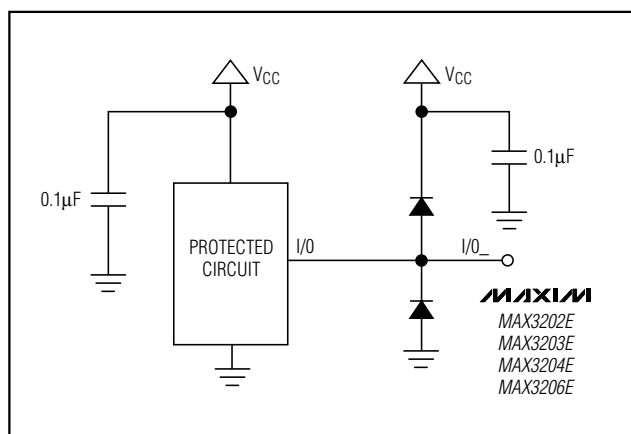 VCC
VCC
0.1µF
0.1µF
PROTECTED
CIRCUIT
I/0
I/0_
MAXIM
MAX3202E
MAX3203E
MAX3204E
MAX3206E